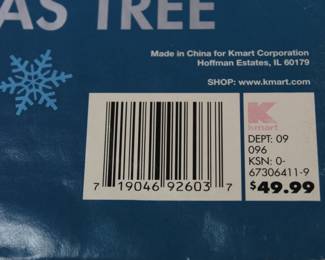 AS TREE
Made in China for Kmart Corporation
Hoffman Estates, IL 60179
SHOP: www.kmart.com
K
kmart
DEPT: 09
096
KSN: 0-
67306411-9
$49.99
7 19046 92603 7